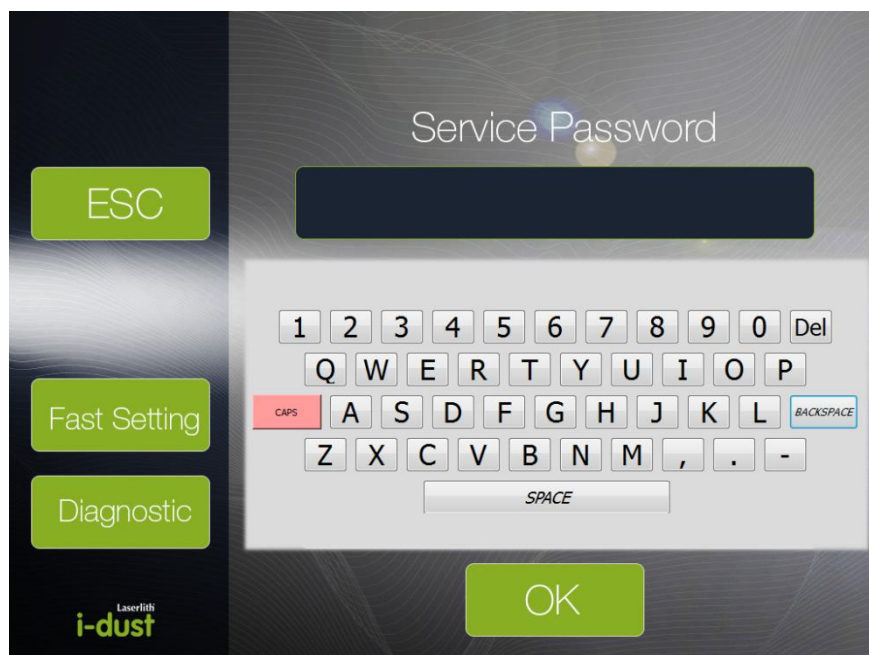 Service Password
ESC
1 2 3 4 5 6 7 8 9 0 Del
Q W E R T Y U I O P
CAPS A S D F G H J K L BACKSPACE
Z X C V B N M , . -
SPACE
Fast Setting
Diagnostic
OK
Laserlith
i-dust